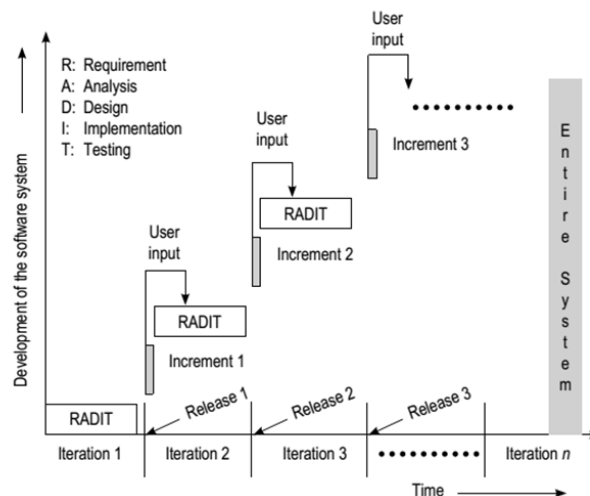 User
input
R: Requirement
A: Analysis
D: Design
I: Implementation
T: Testing
User
input
Increment 3
RADIT
User
input
Increment 2
RADIT
Increment 1
RADIT
Release 1
Release 2
Release 3
Iteration 1
Iteration 2
Iteration 3
Iteration n
Time
Development of the software system
Entire System